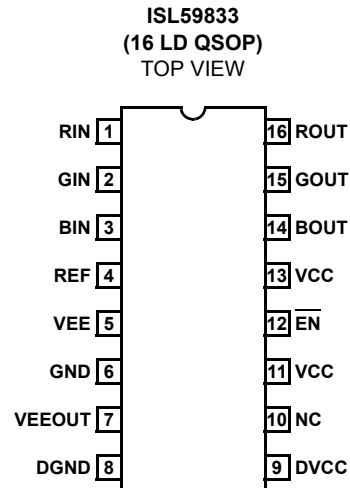 ISL59833
(16 LD QSOP)
TOP VIEW
RIN 1 16 ROUT
GIN 2 15 GOUT
BIN 3 14 BOUT
REF 4 13 VCC
VEE 5 12 EN
GND 6 11 VCC
VEEOUT 7 10 NC
DGND 8 9 DVCC